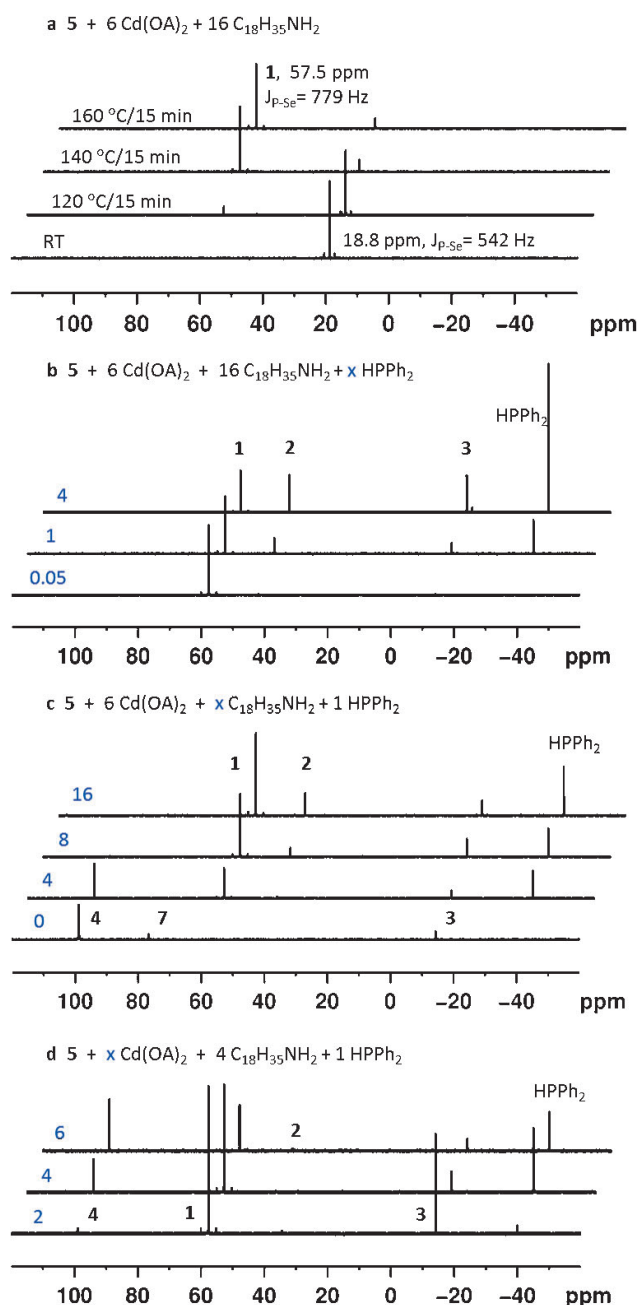 a 5 + 6 Cd(OA)₂ + 16 C₁₈H₃₅NH₂
1, 57.5 ppm
J_P-Se= 779 Hz
160 °C/15 min
140 °C/15 min
120 °C/15 min
RT
18.8 ppm, J_P-Se= 542 Hz
100 80 60 40 20 0 −20 −40 ppm
b 5 + 6 Cd(OA)₂ + 16 C₁₈H₃₅NH₂ + x HPPh₂
HPPh₂
1 2 3
4
1
0.05
100 80 60 40 20 0 −20 −40 ppm
c 5 + 6 Cd(OA)₂ + x C₁₈H₃₅NH₂ + 1 HPPh₂
HPPh₂
1 2
16
8
4
0 4 7 3
100 80 60 40 20 0 −20 −40 ppm
d 5 + x Cd(OA)₂ + 4 C₁₈H₃₅NH₂ + 1 HPPh₂
HPPh₂
6 2
4
2 4 1 3
100 80 60 40 20 0 −20 −40 ppm